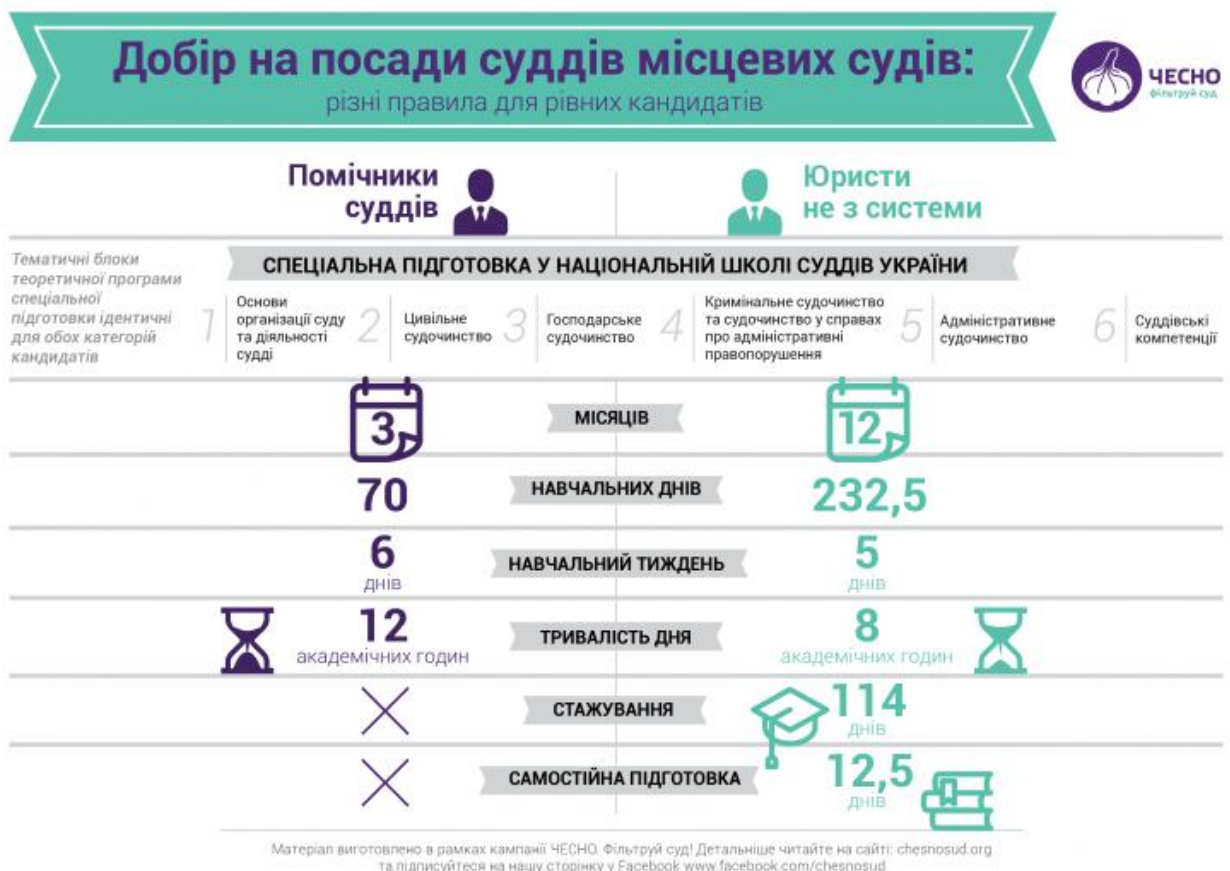 Добір на посади суддів місцевих судів:
різні правила для рівних кандидатів
ЧЕСНО
фільтруй суд
Помічники
суддів
Юристи
не з системи
Тематичні блоки
теоретичної програми
спеціальної
підготовки ідентичні
для обох категорій
кандидатів
СПЕЦІАЛЬНА ПІДГОТОВКА У НАЦІОНАЛЬНІЙ ШКОЛІ СУДДІВ УКРАЇНИ
1
Основи
організації суду
та діяльності
судді
2
Цивільне
судочинство
3
Господарське
судочинство
4
Кримінальне судочинство
та судочинство у справах
про адміністративні
правопорушення
5
Адміністративне
судочинство
6
Суддівські
компетенції
3
МІСЯЦІВ
12
70
НАВЧАЛЬНИХ ДНІВ
232,5
6
днів
НАВЧАЛЬНИЙ ТИЖДЕНЬ
5
днів
12
академічних годин
ТРИВАЛІСТЬ ДНЯ
8
академічних годин
СТАЖУВАННЯ
114
днів
САМОСТІЙНА ПІДГОТОВКА
12,5
днів
Матеріал виготовлено в рамках кампанії ЧЕСНО. Фільтруй суд! Детальніше читайте на сайті: chesnosud.org
та підписуйтеся на нашу сторінку у Facebook www.facebook.com/chesnosud